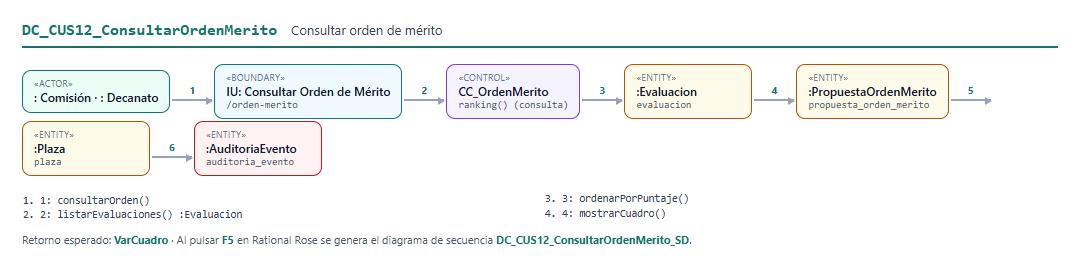 DC_CUS12_ConsultarOrdenMerito Consultar orden de mérito
«ACTOR»
: Comisión · : Decanato
1
«BOUNDARY»
IU: Consultar Orden de Mérito
/orden-merito
2
«CONTROL»
CC_OrdenMerito
ranking() (consulta)
3
«ENTITY»
:Evaluacion
evaluacion
4
«ENTITY»
:PropuestaOrdenMerito
propuesta_orden_merito
5
«ENTITY»
:Plaza
plaza
6
«ENTITY»
:AuditoriaEvento
auditoria_evento
1. 1: consultarOrden()
2. 2: listarEvaluaciones() :Evaluacion
3. 3: ordenarPorPuntaje()
4. 4: mostrarCuadro()
Retorno esperado: VarCuadro · Al pulsar F5 en Rational Rose se genera el diagrama de secuencia DC_CUS12_ConsultarOrdenMerito_SD.